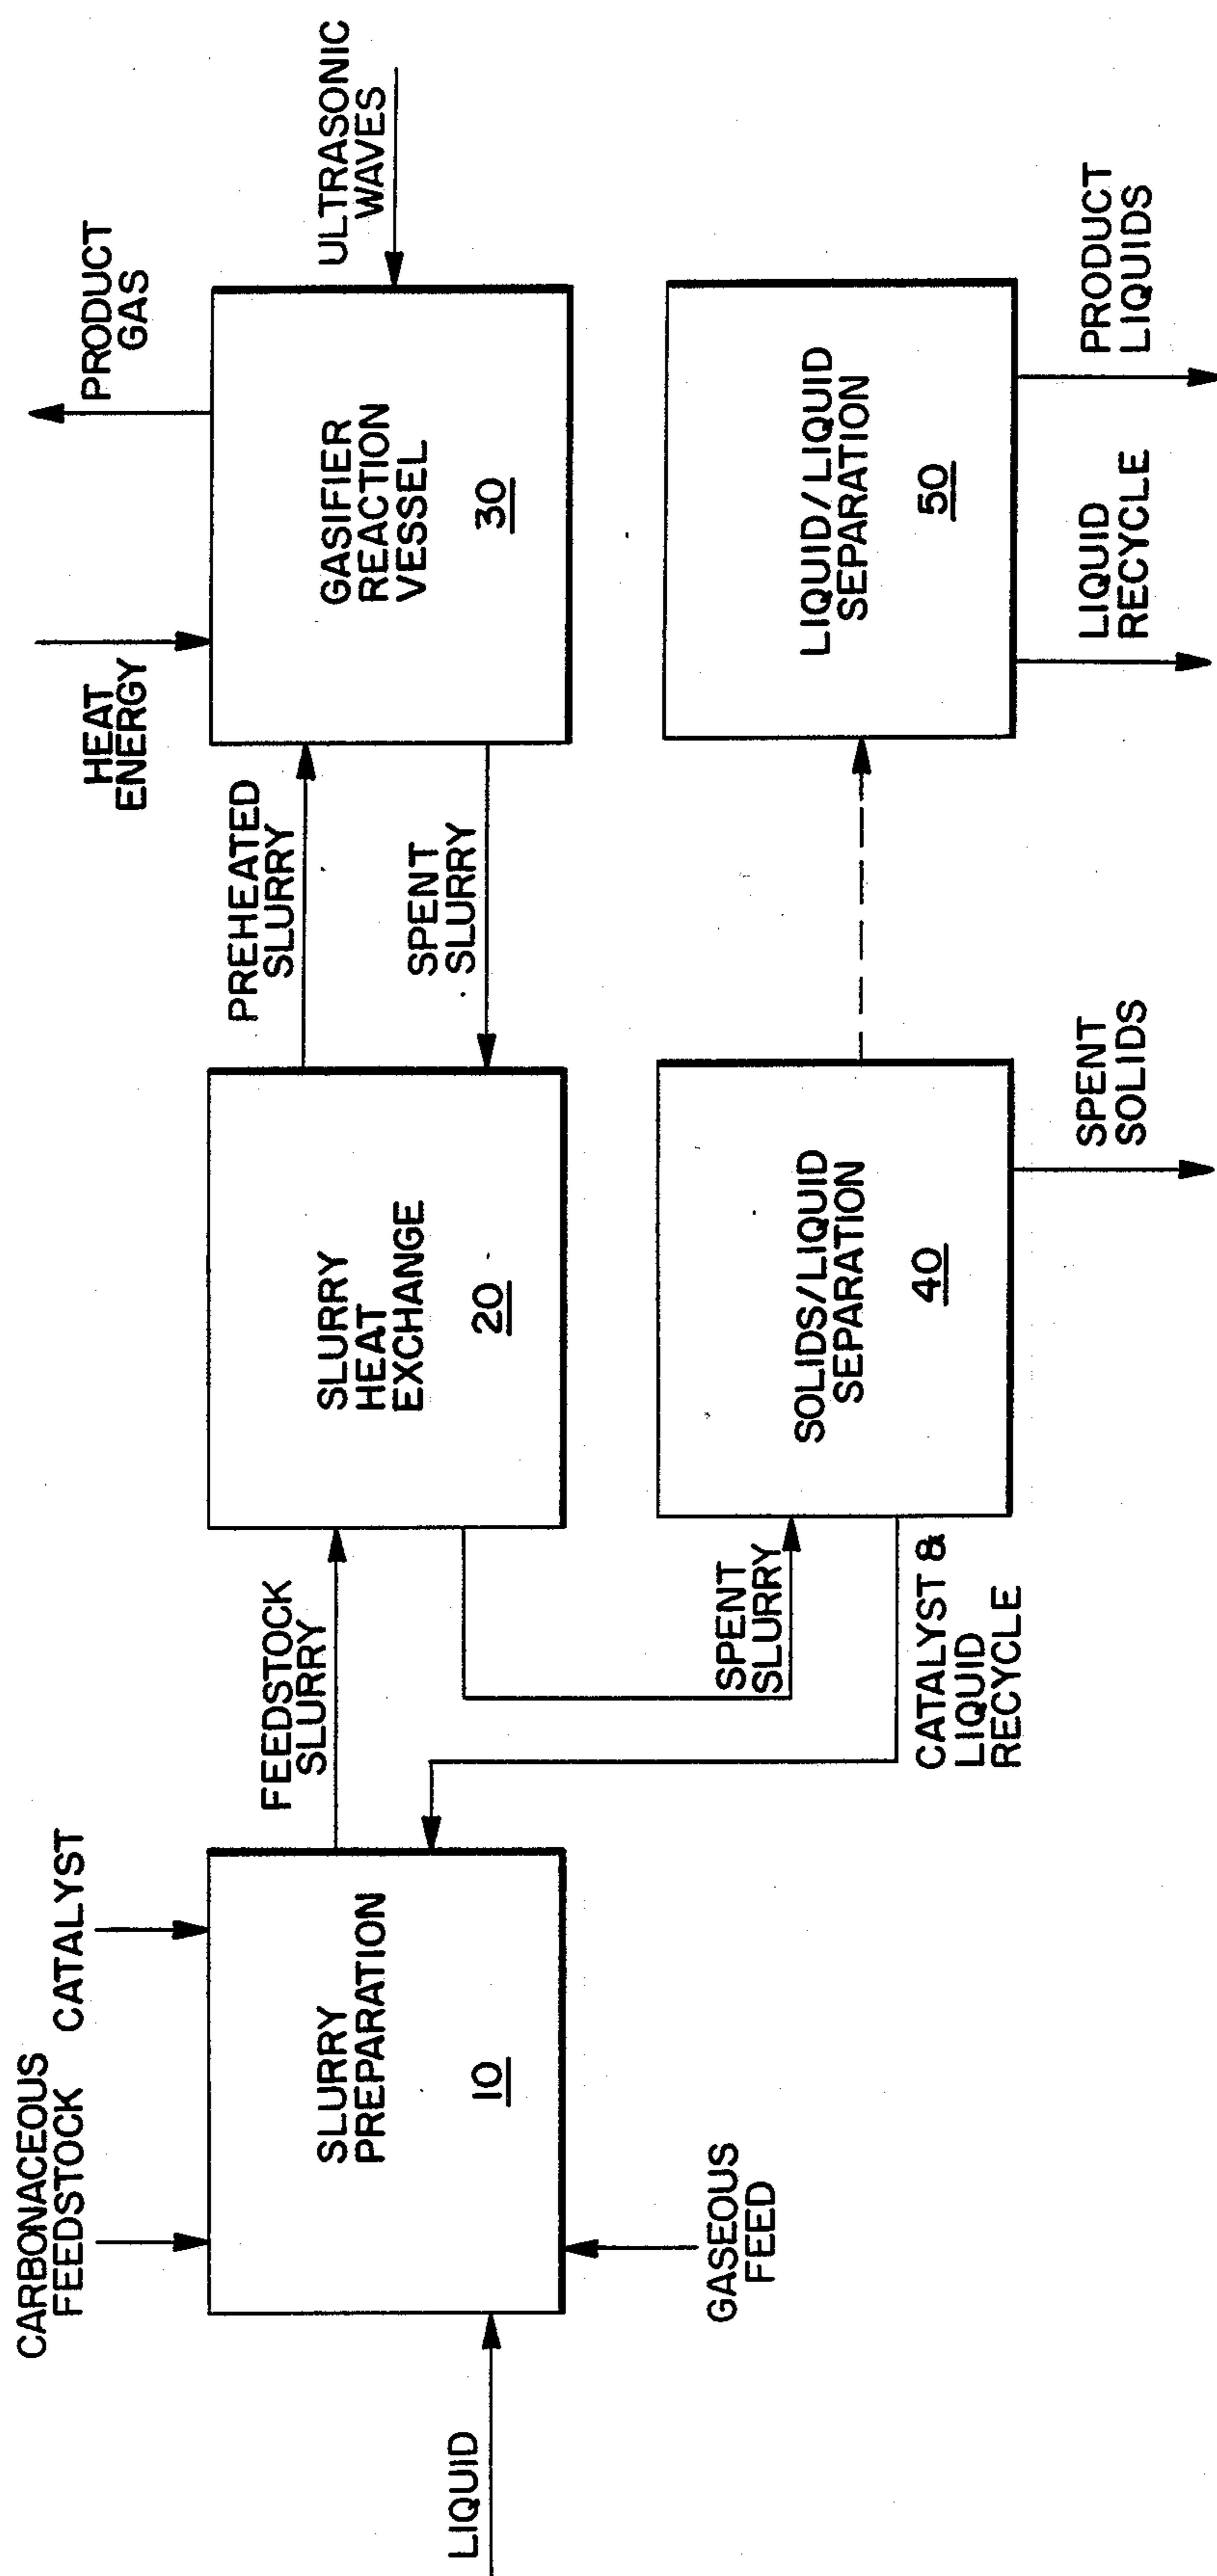 CARBONACEOUS
FEEDSTOCK
CATALYST
LIQUID
GASEOUS
FEED
SLURRY
PREPARATION
10
FEEDSTOCK
SLURRY
SLURRY
HEAT
EXCHANGE
20
PREHEATED
SLURRY
SPENT
SLURRY
HEAT
ENERGY
PRODUCT
GAS
ULTRASONIC
WAVES
GASIFIER
REACTION
VESSEL
30
SPENT
SLURRY
CATALYST &
LIQUID
RECYCLE
SOLIDS/LIQUID
SEPARATION
40
SPENT
SOLIDS
LIQUID/LIQUID
SEPARATION
50
LIQUID
RECYCLE
PRODUCT
LIQUIDS